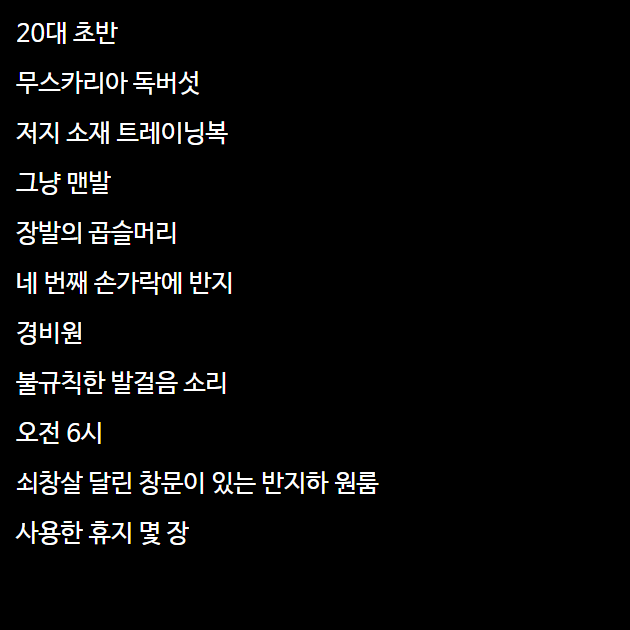 20대 초반
무스카리아 독버섯
저지 소재 트레이닝복
그냥 맨발
장발의 곱슬머리
네 번째 손가락에 반지
경비원
불규칙한 발걸음 소리
오전 6시
쇠창살 달린 창문이 있는 반지하 원룸
사용한 휴지 몇 장